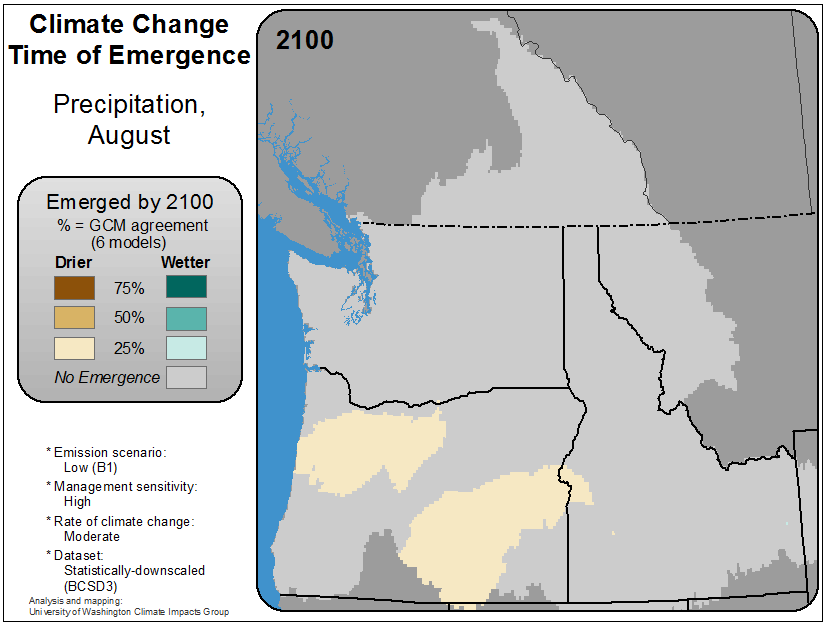 Climate Change
Time of Emergence
Precipitation,
August
2100
Emerged by 2100
% = GCM agreement
(6 models)
Drier Wetter
75%
50%
25%
No Emergence
* Emission scenario:
Low (B1)
* Management sensitivity:
High
* Rate of climate change:
Moderate
* Dataset:
Statistically-downscaled
(BCSD3)
Analysis and mapping:
University of Washington Climate Impacts Group